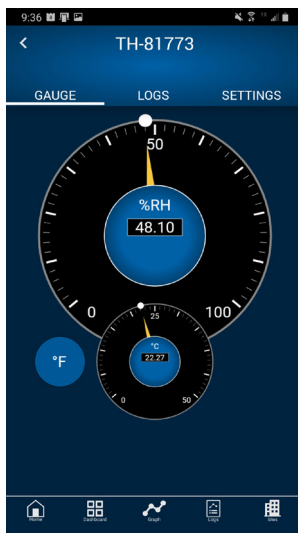 9:36
TH-81773
GAUGE LOGS SETTINGS
50
%RH
48.10
0 100
25
°C
22.27
0 50
°F
Home Dashboard Graph Logs Sites